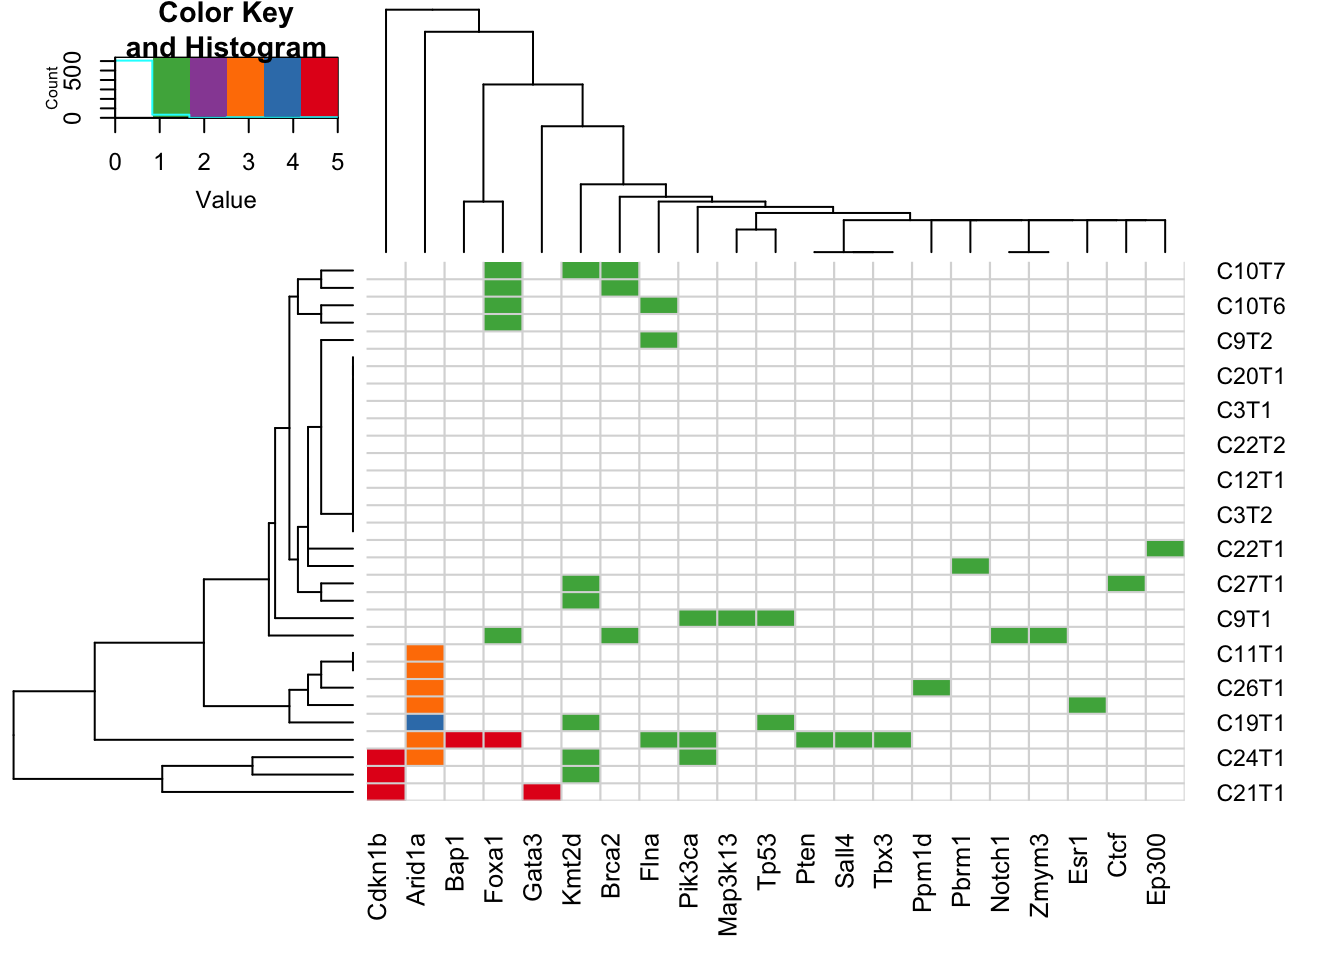 Color Key
and Histogram
Count
0 500
0 1 2 3 4 5
Value
C10T7
C10T6
C9T2
C20T1
C3T1
C22T2
C12T1
C3T2
C22T1
C27T1
C9T1
C11T1
C26T1
C19T1
C24T1
C21T1
Cdkn1b
Arid1a
Bap1
Foxa1
Gata3
Kmt2d
Brca2
Flna
Pik3ca
Map3k13
Tp53
Pten
Sall4
Tbx3
Ppm1d
Pbrm1
Notch1
Zmym3
Esr1
Ctcf
Ep300